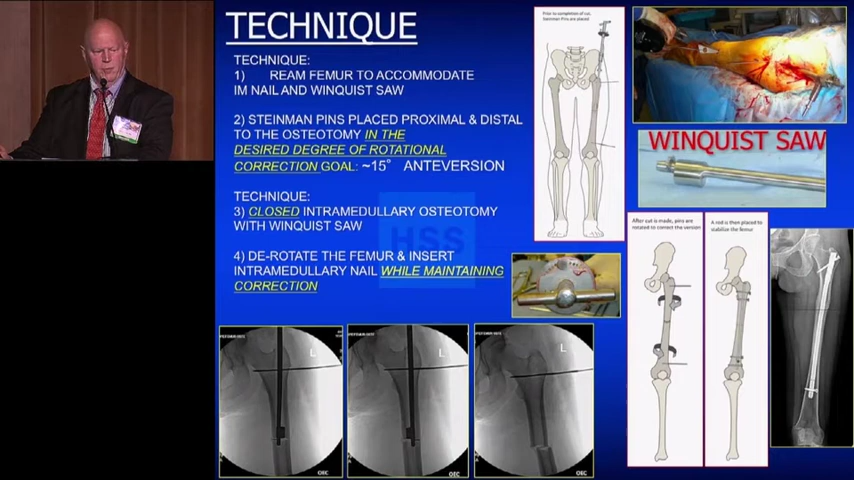 TECHNIQUE
TECHNIQUE:
1) REAM FEMUR TO ACCOMMODATE
IM NAIL AND WINQUIST SAW
2) STEINMAN PINS PLACED PROXIMAL & DISTAL
TO THE OSTEOTOMY IN THE
DESIRED DEGREE OF ROTATIONAL
CORRECTION GOAL: ~15° ANTEVERSION
TECHNIQUE:
3) CLOSED INTRAMEDULLARY OSTEOTOMY
WITH WINQUIST SAW
4) DE-ROTATE THE FEMUR & INSERT
INTRAMEDULLARY NAIL WHILE MAINTAINING
CORRECTION
HSS
Prior to completion of cut,
Steinman Pins are placed
WINQUIST SAW
After cut is made, pins are
rotated to correct the version
A rod is then placed to
stabilize the femur
L
OEC
L
OEC
L
OEC